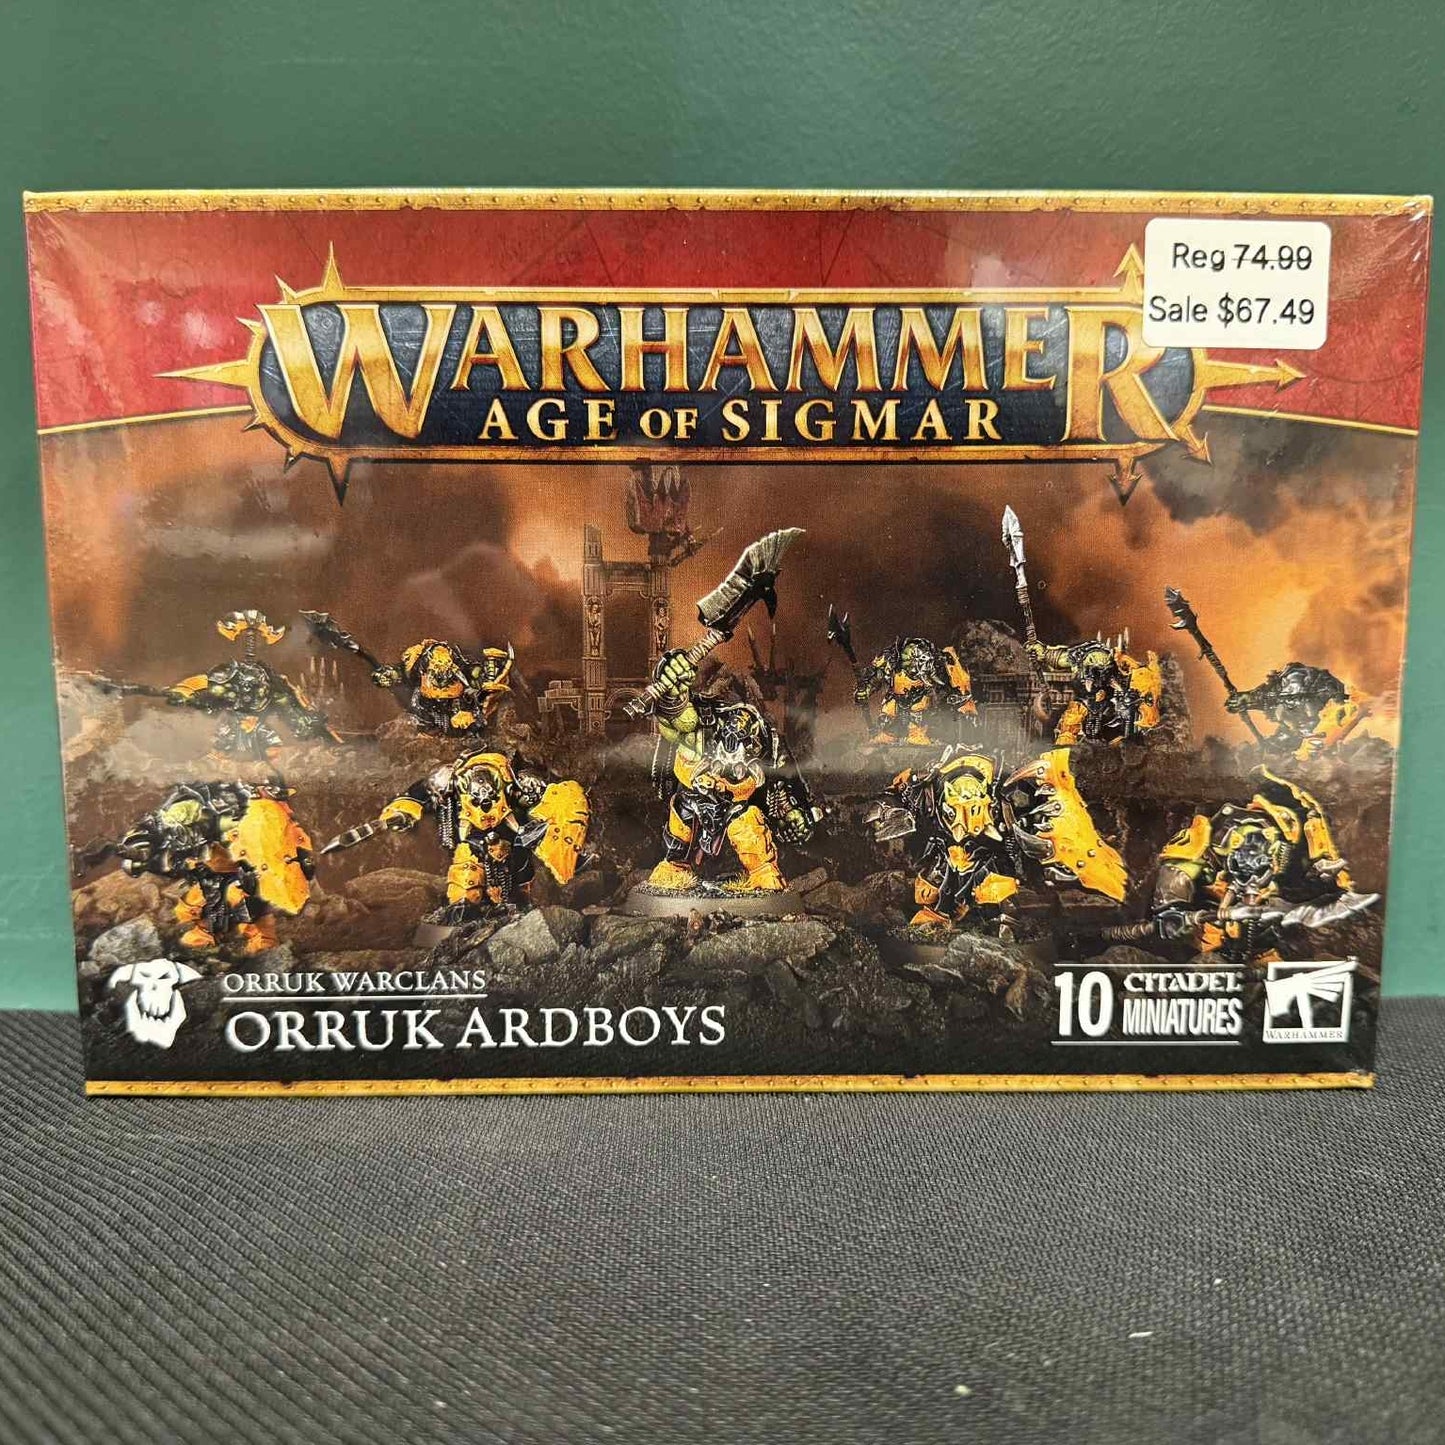 Reg 74.99
Sale $67.49
WARHAMMER
AGE OF SIGMAR
ORRUK WARCLANS
ORRUK ARDBOYS
10 CITADEL
MINIATURES
WARHAMMER